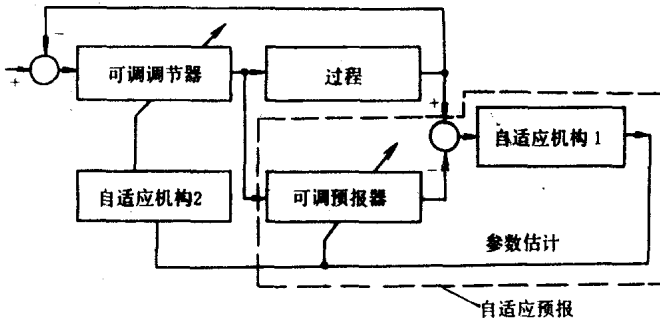 −
+
可调调节器
过程
+
自适应机构1
−
自适应机构2
可调预报器
参数估计
自适应预报